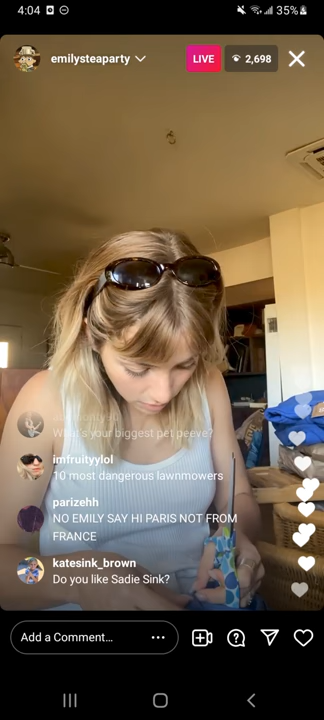 4:04
35%
emilysteaparty
LIVE
2,698
What's your biggest pet peeve?
imfruityylol
10 most dangerous lawnmowers
parizehh
NO EMILY SAY HI PARIS NOT FROM
FRANCE
katesink_brown
Do you like Sadie Sink?
Add a Comment...